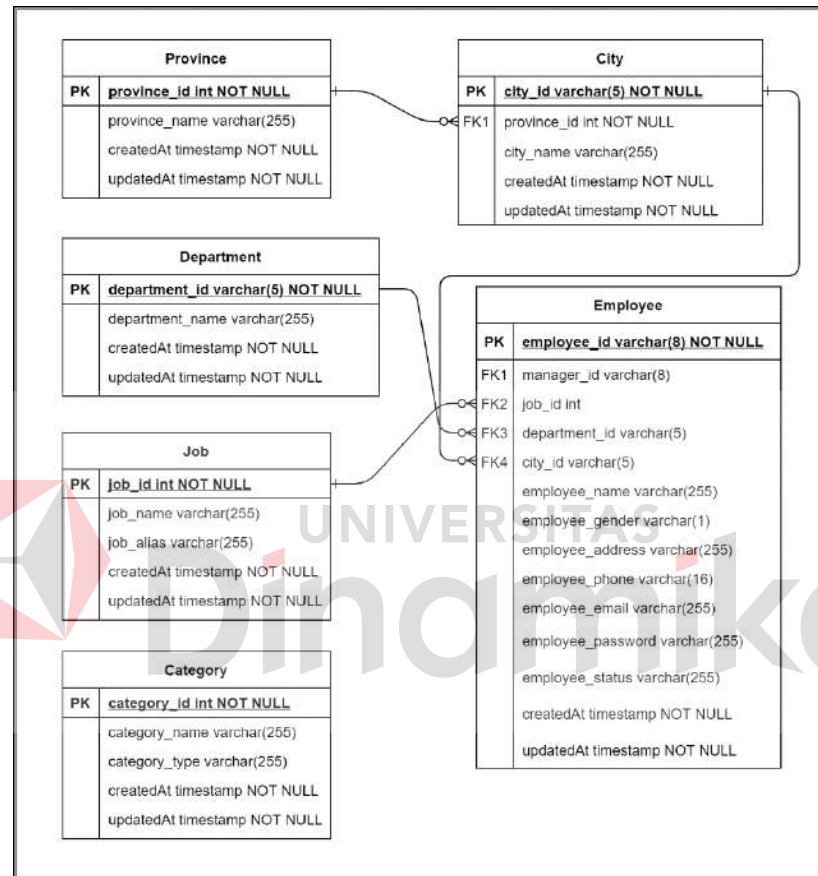 Province
PK province_id int NOT NULL
province_name varchar(255)
createdAt timestamp NOT NULL
updatedAt timestamp NOT NULL
City
PK city_id varchar(5) NOT NULL
FK1 province_id int NOT NULL
city_name varchar(255)
createdAt timestamp NOT NULL
updatedAt timestamp NOT NULL
Department
PK department_id varchar(5) NOT NULL
department_name varchar(255)
createdAt timestamp NOT NULL
updatedAt timestamp NOT NULL
Employee
PK employee_id varchar(8) NOT NULL
FK1 manager_id varchar(8)
FK2 job_id int
FK3 department_id varchar(5)
FK4 city_id varchar(5)
employee_name varchar(255)
employee_gender varchar(1)
employee_address varchar(255)
employee_phone varchar(16)
employee_email varchar(255)
employee_password varchar(255)
employee_status varchar(255)
createdAt timestamp NOT NULL
updatedAt timestamp NOT NULL
Job
PK job_id int NOT NULL
job_name varchar(255)
job_alias varchar(255)
createdAt timestamp NOT NULL
updatedAt timestamp NOT NULL
Category
PK category_id int NOT NULL
category_name varchar(255)
category_type varchar(255)
createdAt timestamp NOT NULL
updatedAt timestamp NOT NULL
UNIVERSITAS
Dinamika